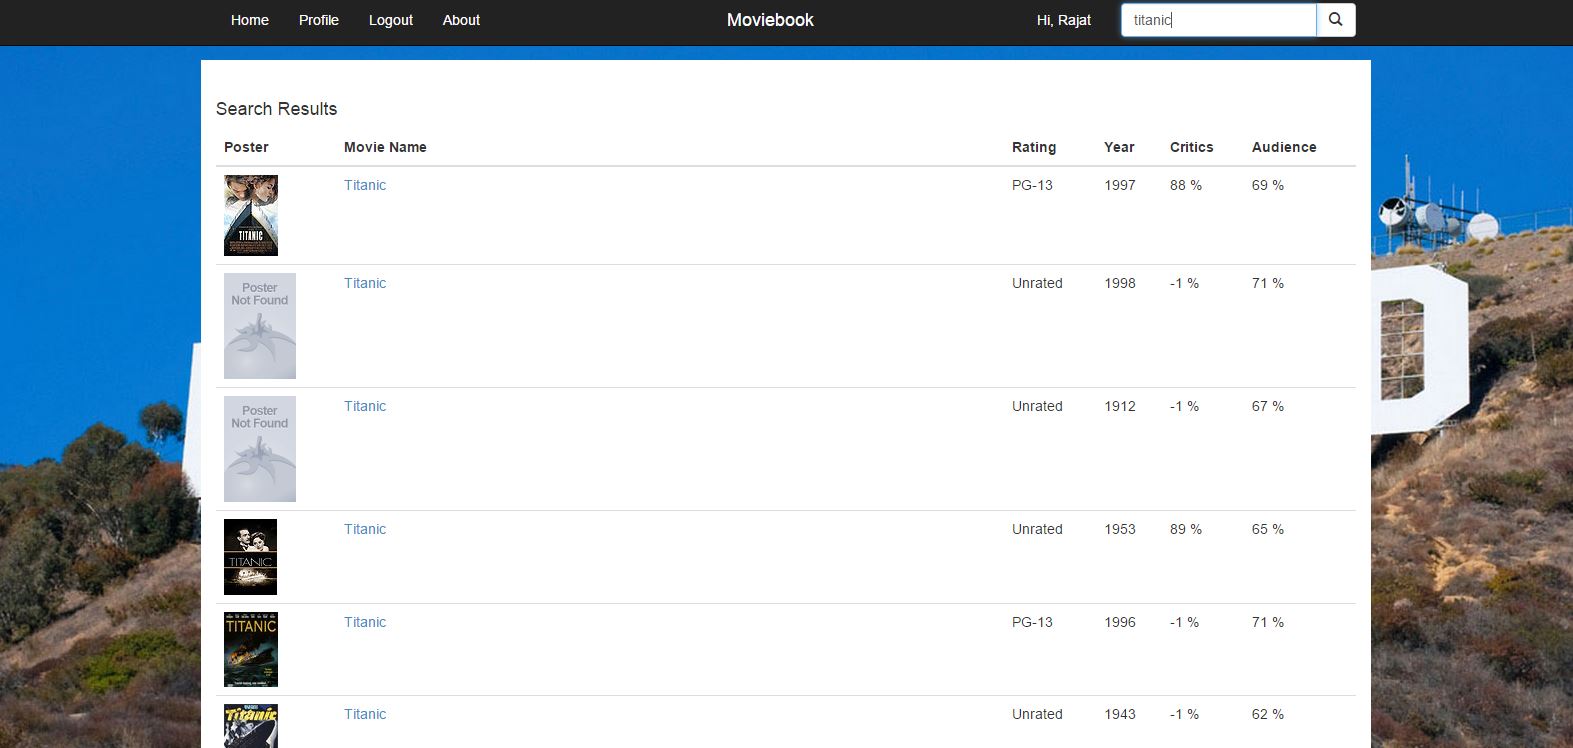 Home Profile Logout About Moviebook Hi, Rajat titanic
Search Results
Poster Movie Name Rating Year Critics Audience
TITANIC
Titanic PG-13 1997 88 % 69 %
Poster
Not Found
Titanic Unrated 1998 -1 % 71 %
Poster
Not Found
Titanic Unrated 1912 -1 % 67 %
TITANIC
Titanic Unrated 1953 89 % 65 %
TITANIC
Titanic PG-13 1996 -1 % 71 %
Titanic
Titanic Unrated 1943 -1 % 62 %
D